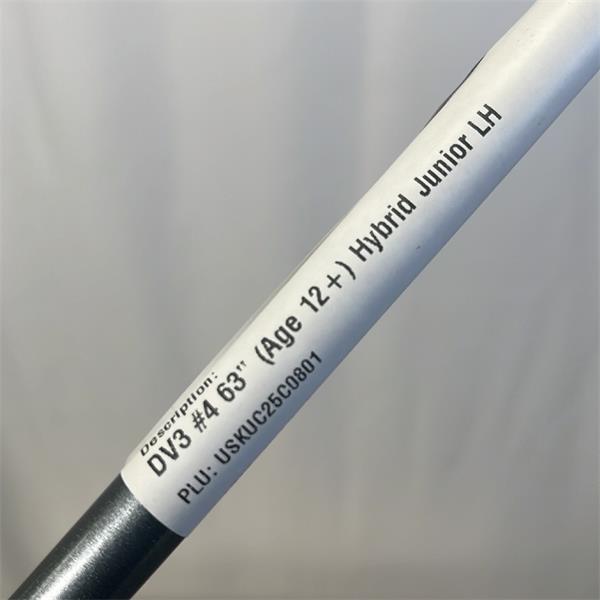 Description:
DV3 #4 63" (Age 12+) Hybrid Junior LH
PLU: USKUC25C0801